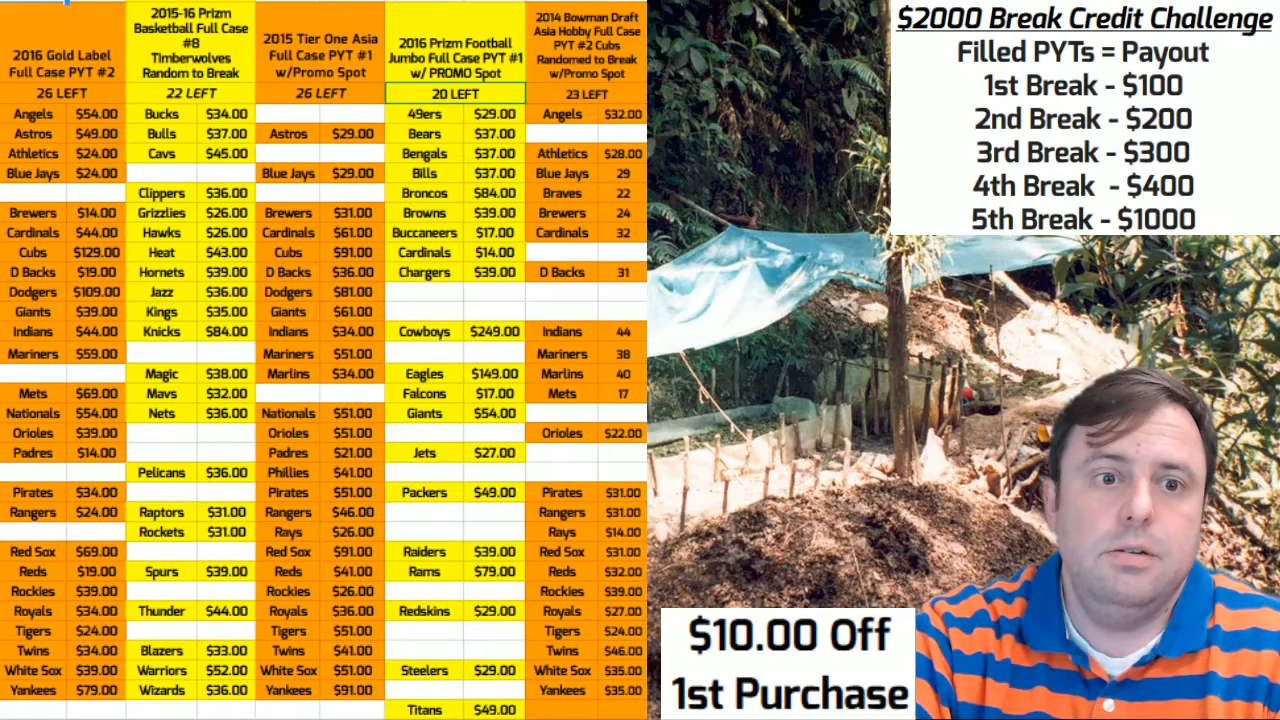 2016 Gold Label
Full Case PYT #2
26 LEFT
Angels $54.00
Astros $49.00
Athletics $24.00
Blue Jays $24.00
Brewers $14.00
Cardinals $44.00
Cubs $129.00
D Backs $19.00
Dodgers $109.00
Giants $39.00
Indians $44.00
Mariners $59.00
Mets $69.00
Nationals $54.00
Orioles $39.00
Padres $14.00
Pirates $34.00
Rangers $24.00
Red Sox $69.00
Reds $19.00
Rockies $39.00
Royals $34.00
Tigers $24.00
Twins $34.00
White Sox $39.00
Yankees $79.00
2015-16 Prizm
Basketball Full Case
#8
Timberwolves
Random to Break
22 LEFT
Bucks $34.00
Bulls $37.00
Cavs $45.00
Clippers $36.00
Grizzlies $26.00
Hawks $26.00
Heat $43.00
Hornets $39.00
Jazz $36.00
Kings $35.00
Knicks $84.00
Magic $38.00
Mavs $32.00
Nets $36.00
Pelicans $36.00
Raptors $31.00
Rockets $31.00
Spurs $39.00
Thunder $44.00
Blazers $33.00
Warriors $52.00
Wizards $36.00
2015 Tier One Asia
Full Case PYT #1
w/Promo Spot
26 LEFT
Astros $29.00
Blue Jays $29.00
Brewers $31.00
Cardinals $61.00
Cubs $91.00
D Backs $36.00
Dodgers $81.00
Giants $61.00
Indians $34.00
Mariners $51.00
Marlins $34.00
Nationals $51.00
Orioles $51.00
Padres $21.00
Phillies $41.00
Pirates $51.00
Rangers $46.00
Rays $26.00
Red Sox $91.00
Reds $41.00
Rockies $26.00
Royals $36.00
Tigers $51.00
Twins $41.00
White Sox $51.00
Yankees $91.00
2016 Prizm Football
Jumbo Full Case PYT #1
w/ PROMO Spot
20 LEFT
49ers $29.00
Bears $37.00
Bengals $37.00
Bills $37.00
Broncos $84.00
Browns $39.00
Buccaneers $17.00
Cardinals $14.00
Chargers $39.00
Cowboys $249.00
Eagles $149.00
Falcons $17.00
Giants $54.00
Jets $27.00
Packers $49.00
Raiders $39.00
Rams $79.00
Redskins $29.00
Steelers $29.00
Titans $49.00
2014 Bowman Draft
Asia Hobby Full Case
PYT #2 Cubs
Randomed to Break
w/Promo Spot
23 LEFT
Angels $32.00
Athletics $28.00
Blue Jays 29
Braves 22
Brewers 24
Cardinals 32
D Backs 31
Indians 44
Mariners 38
Marlins 40
Mets 17
Orioles $22.00
Pirates $31.00
Rangers $31.00
Rays $14.00
Red Sox $31.00
Reds $32.00
Rockies $39.00
Royals $27.00
Tigers $24.00
Twins $46.00
White Sox $35.00
Yankees $35.00
$2000 Break Credit Challenge
Filled PYTs = Payout
1st Break - $100
2nd Break - $200
3rd Break - $300
4th Break - $400
5th Break - $1000
$10.00 Off
1st Purchase